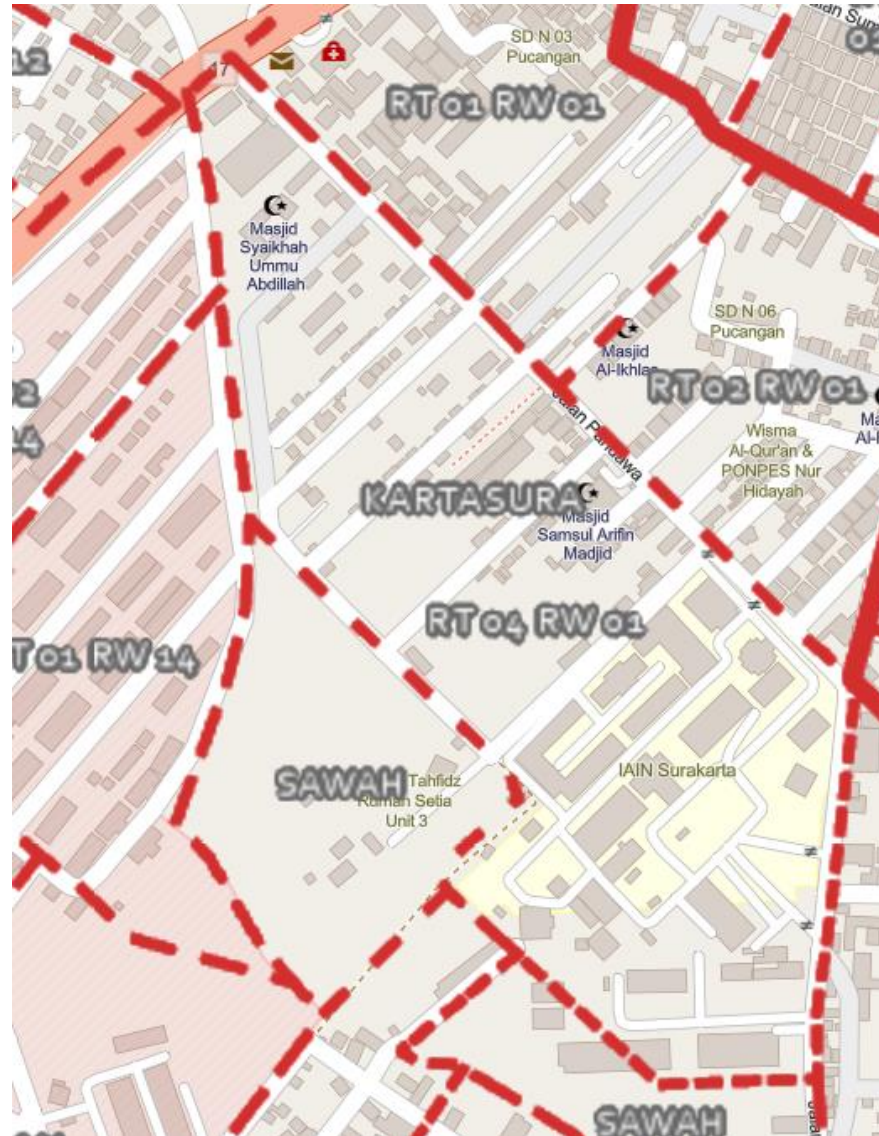 SD N 03
Pucangan
17
RT 01 RW 01
Masjid
Syaikhah
Ummu
Abdillah
SD N 06
Pucangan
Masjid
Al-Ikhlas
RT 02 RW 01
Jalan Pandawa
Wisma
Al-Qur'an &
PONPES Nur
Hidayah
KARTASURA
Masjid
Samsul Arifin
Madjid
RT 04 RW 01
RT 01 RW 14
IAIN Surakarta
SAWAH
Tahfidz
Rumah Setia
Unit 3
SAWAH